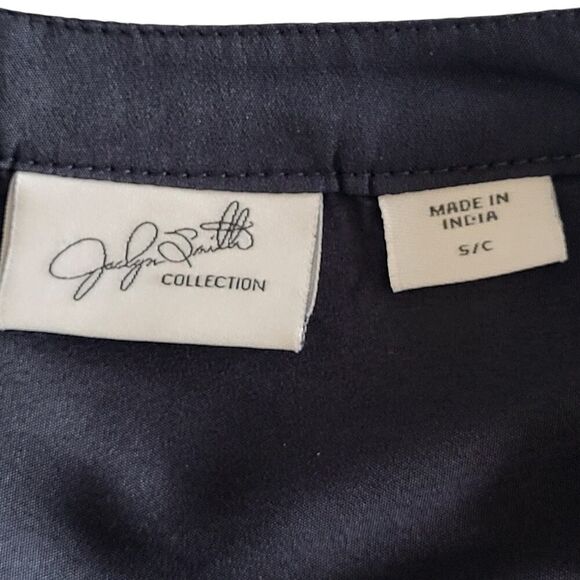 Jaclyn Smith
COLLECTION
MADE IN
INDIA
S/C